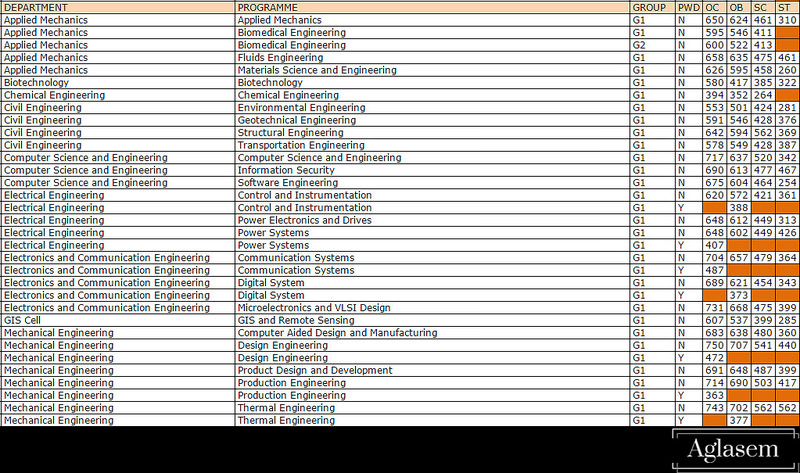 DEPARTMENT PROGRAMME GROUP PWD OC OB SC ST
Applied Mechanics Applied Mechanics G1 N 650 624 461 310
Applied Mechanics Biomedical Engineering G1 N 595 546 411
Applied Mechanics Biomedical Engineering G2 N 600 522 413
Applied Mechanics Fluids Engineering G1 N 658 635 475 461
Applied Mechanics Materials Science and Engineering G1 N 626 595 458 260
Biotechnology Biotechnology G1 N 580 417 385 322
Chemical Engineering Chemical Engineering G1 N 394 352 264
Civil Engineering Environmental Engineering G1 N 553 501 424 281
Civil Engineering Geotechnical Engineering G1 N 591 546 428 376
Civil Engineering Structural Engineering G1 N 642 594 562 369
Civil Engineering Transportation Engineering G1 N 578 549 428 387
Computer Science and Engineering Computer Science and Engineering G1 N 717 637 520 342
Computer Science and Engineering Information Security G1 N 690 613 477 467
Computer Science and Engineering Software Engineering G1 N 675 604 464 254
Electrical Engineering Control and Instrumentation G1 N 620 572 421 361
Electrical Engineering Control and Instrumentation G1 Y 388
Electrical Engineering Power Electronics and Drives G1 N 648 612 449 313
Electrical Engineering Power Systems G1 N 648 602 449 426
Electrical Engineering Power Systems G1 Y 407
Electronics and Communication Engineering Communication Systems G1 N 704 657 479 364
Electronics and Communication Engineering Communication Systems G1 Y 487
Electronics and Communication Engineering Digital System G1 N 689 621 454 343
Electronics and Communication Engineering Digital System G1 Y 373
Electronics and Communication Engineering Microelectronics and VLSI Design G1 N 731 668 475 399
GIS Cell GIS and Remote Sensing G1 N 607 537 399 285
Mechanical Engineering Computer Aided Design and Manufacturing G1 N 683 638 480 360
Mechanical Engineering Design Engineering G1 N 750 707 541 440
Mechanical Engineering Design Engineering G1 Y 472
Mechanical Engineering Product Design and Development G1 N 691 648 487 399
Mechanical Engineering Production Engineering G1 N 714 690 503 417
Mechanical Engineering Production Engineering G1 Y 363
Mechanical Engineering Thermal Engineering G1 N 743 702 562 562
Mechanical Engineering Thermal Engineering G1 Y 377
Aglasem